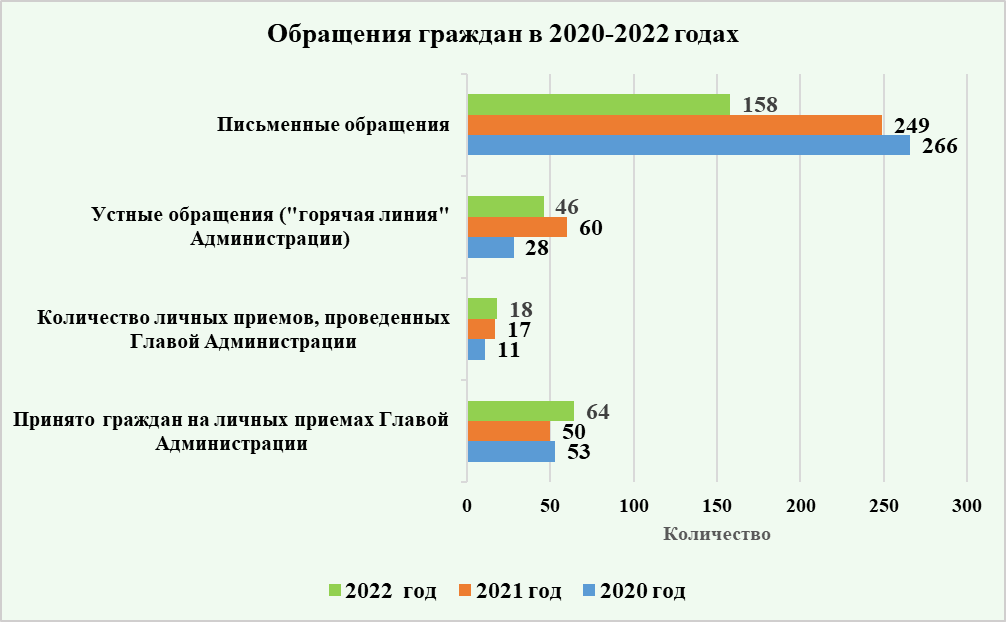 Обращения граждан в 2020-2022 годах
Письменные обращения
158
249
266
Устные обращения ("горячая линия"
Администрации)
46
60
28
Количество личных приемов, проведенных
Главой Администрации
18
17
11
Принято граждан на личных приемах Главой
Администрации
64
50
53
0 50 100 150 200 250 300
Количество
2022 год 2021 год 2020 год